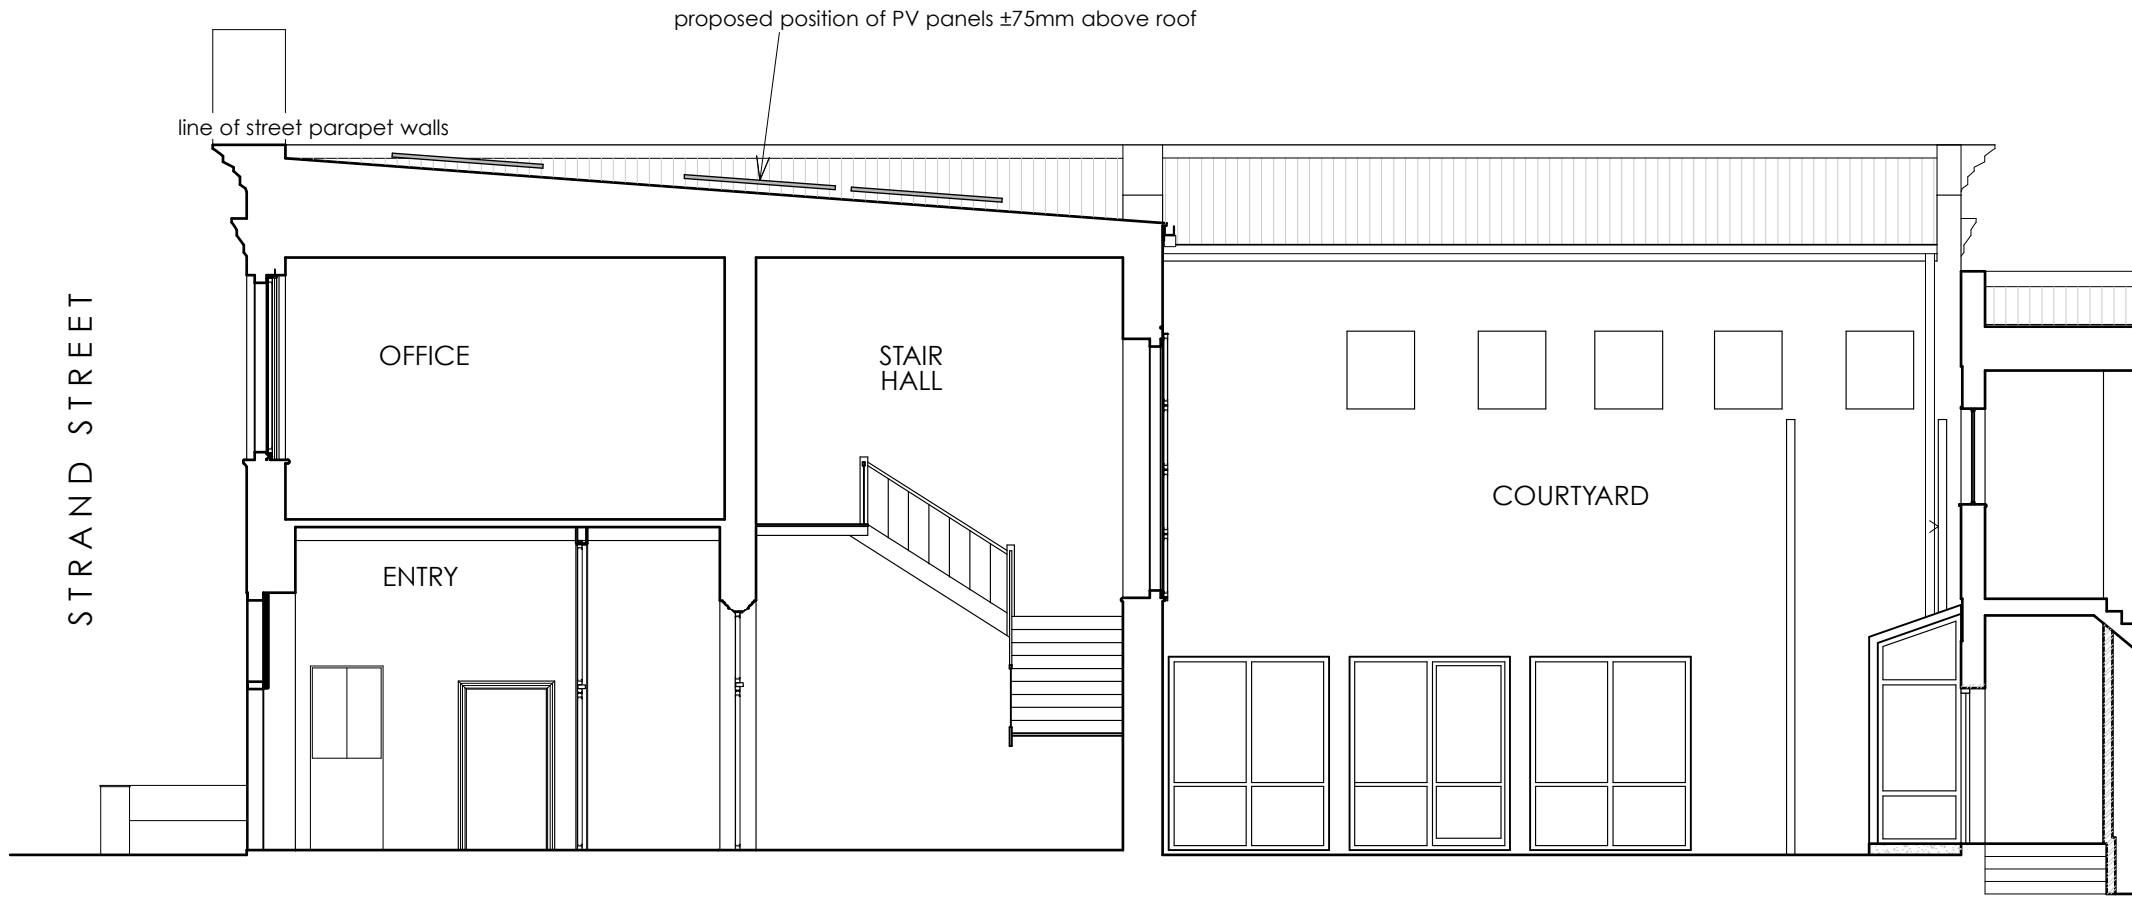 proposed position of PV panels ±75mm above roof
line of street parapet walls
STRAND STREET
OFFICE
STAIR
HALL
COURTYARD
ENTRY